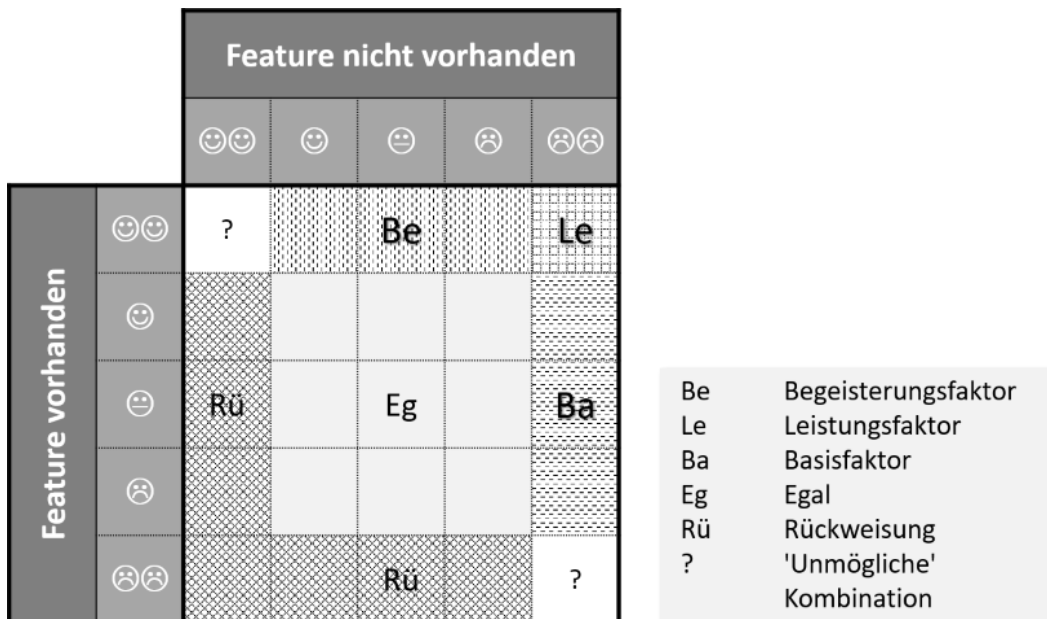 Feature nicht vorhanden
Feature vorhanden
? Be Le
Rü Eg Ba
Rü ?
Be Begeisterungsfaktor
Le Leistungsfaktor
Ba Basisfaktor
Eg Egal
Rü Rückweisung
? 'Unmögliche'
Kombination